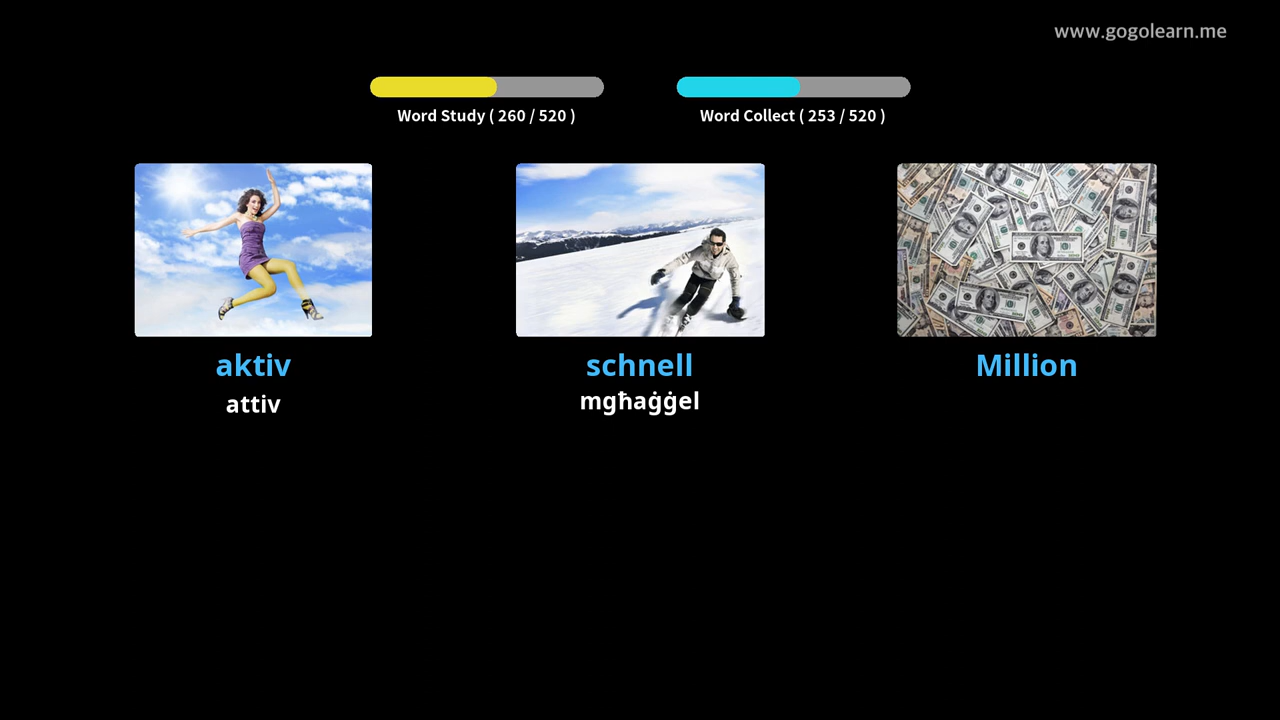 www.gogolearn.me
Word Study ( 260 / 520 )
Word Collect ( 253 / 520 )
aktiv
attiv
schnell
mgħaġġel
Million